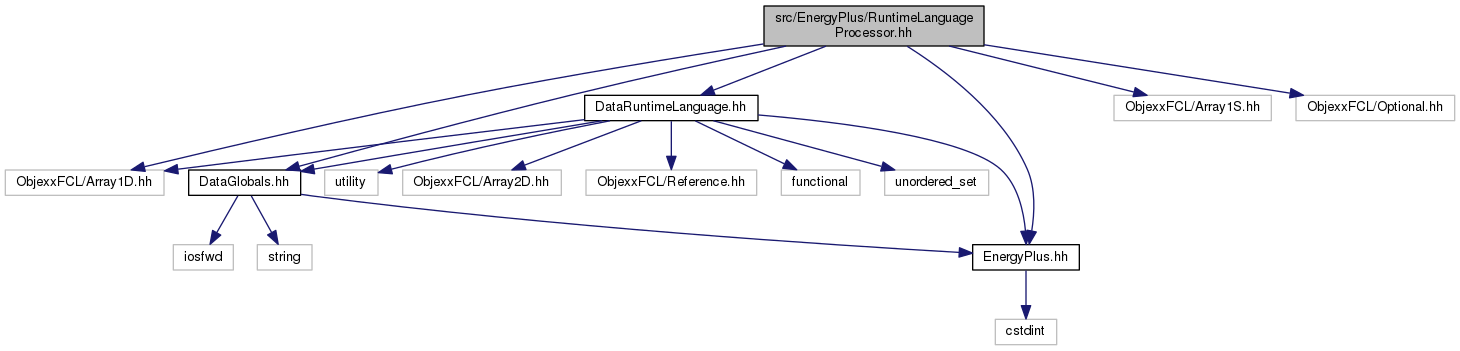 src/EnergyPlus/RuntimeLanguage
Processor.hh
DataRuntimeLanguage.hh
ObjexxFCL/Array1S.hh
ObjexxFCL/Optional.hh
ObjexxFCL/Array1D.hh
DataGlobals.hh
utility
ObjexxFCL/Array2D.hh
ObjexxFCL/Reference.hh
functional
unordered_set
iosfwd
string
EnergyPlus.hh
cstdint